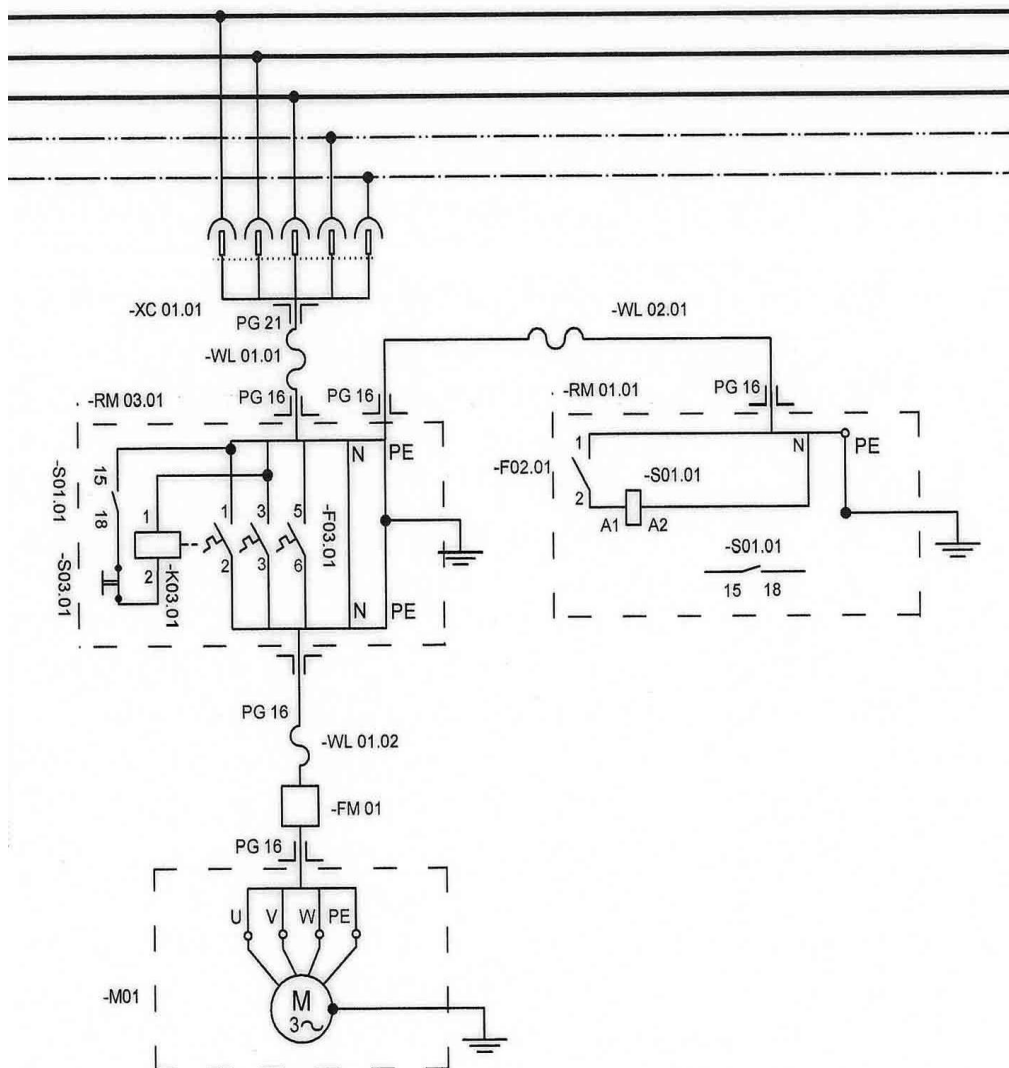 -XC 01.01
PG 21
-WL 01.01
-WL 02.01
-RM 03.01
PG 16
PG 16
-RM 01.01
PG 16
N
PE
1
N
PE
-S01.01
15
18
-F02.01
-S01.01
2
A1
A2
1
1
3
5
-F03.01
2
3
6
2
-K03.01
-S03.01
-S01.01
15
18
N
PE
PG 16
-WL 01.02
-FM 01
PG 16
U
V
W
PE
-M01
M
3~